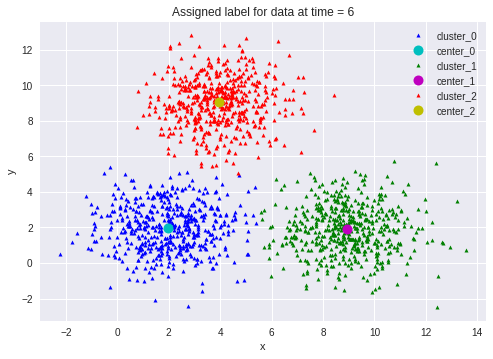 Assigned label for data at time = 6
cluster_0
center_0
cluster_1
center_1
cluster_2
center_2
12
10
8
6
4
2
0
−2
y
−2 0 2 4 6 8 10 12 14
x